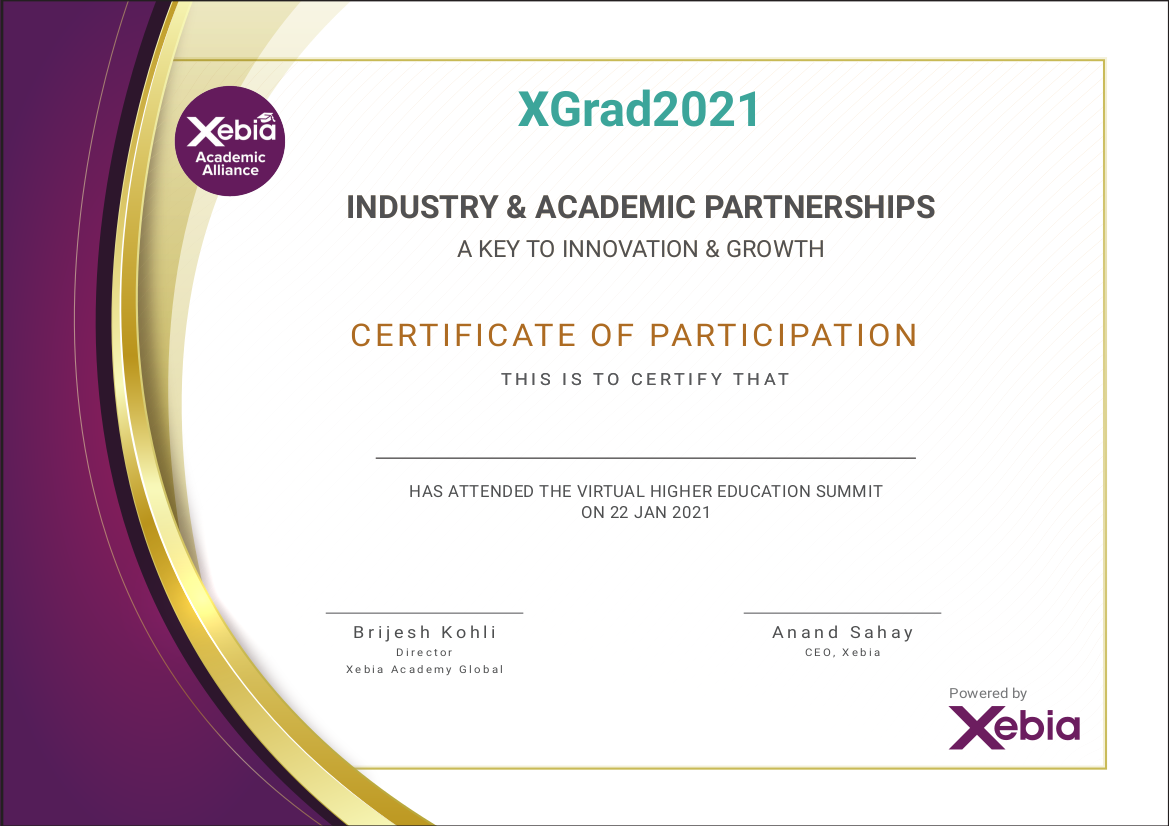 XGrad2021
Xebia
Academic
Alliance
INDUSTRY & ACADEMIC PARTNERSHIPS
A KEY TO INNOVATION & GROWTH
CERTIFICATE OF PARTICIPATION
THIS IS TO CERTIFY THAT
HAS ATTENDED THE VIRTUAL HIGHER EDUCATION SUMMIT
ON 22 JAN 2021
Brijesh Kohli
Director
Xebia Academy Global
Anand Sahay
CEO, Xebia
Powered by
Xebia